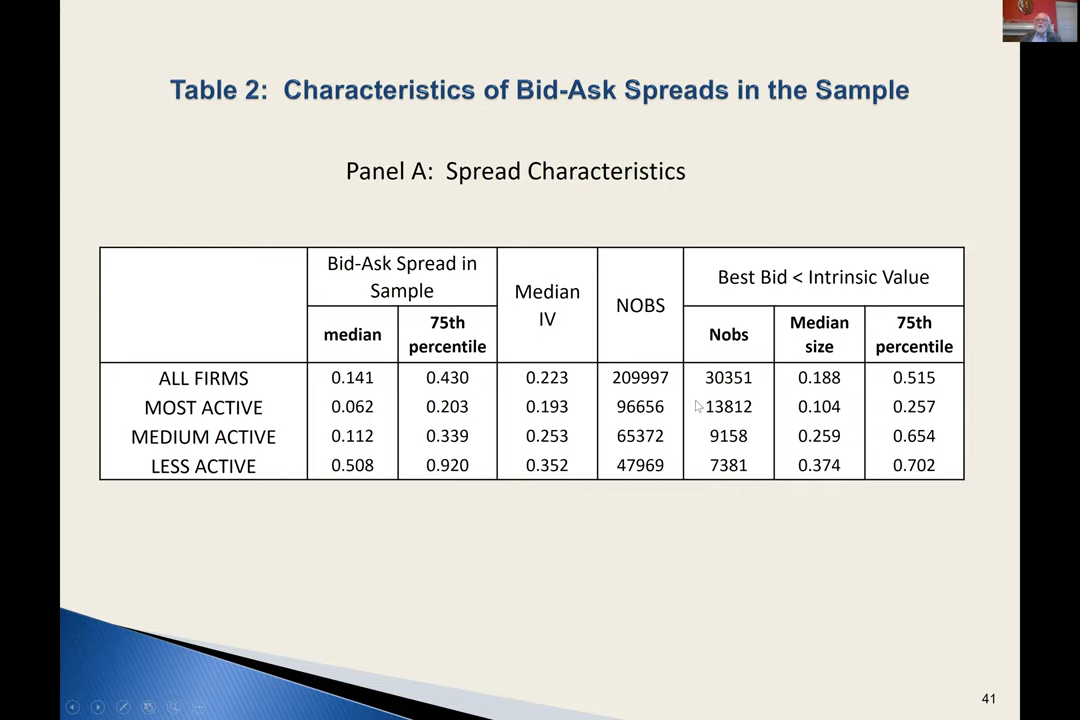 Table 2: Characteristics of Bid-Ask Spreads in the Sample
Panel A: Spread Characteristics
Bid-Ask Spread in
Sample
Median
IV
NOBS
Best Bid < Intrinsic Value
median
75th
percentile
Nobs
Median
size
75th
percentile
ALL FIRMS 0.141 0.430 0.223 209997 30351 0.188 0.515
MOST ACTIVE 0.062 0.203 0.193 96656 13812 0.104 0.257
MEDIUM ACTIVE 0.112 0.339 0.253 65372 9158 0.259 0.654
LESS ACTIVE 0.508 0.920 0.352 47969 7381 0.374 0.702
41